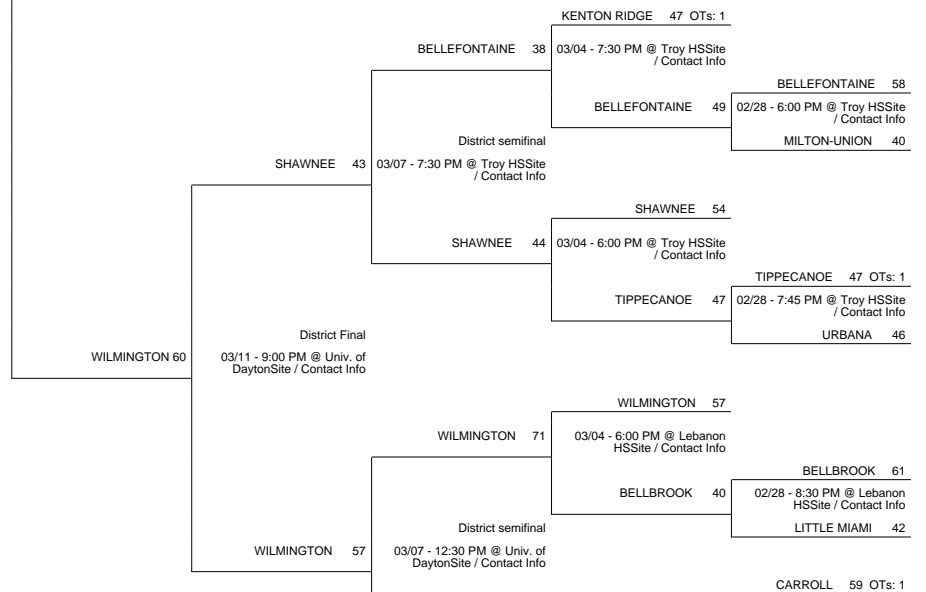 KENTON RIDGE 47 OTs: 1
BELLEFONTAINE 38
03/04 - 7:30 PM @ Troy HSSite
/ Contact Info
BELLEFONTAINE 58
BELLEFONTAINE 49
02/28 - 6:00 PM @ Troy HSSite
/ Contact Info
MILTON-UNION 40
District semifinal
SHAWNEE 43
03/07 - 7:30 PM @ Troy HSSite
/ Contact Info
SHAWNEE 54
SHAWNEE 44
03/04 - 6:00 PM @ Troy HSSite
/ Contact Info
TIPPECANOE 47 OTs: 1
TIPPECANOE 47
02/28 - 7:45 PM @ Troy HSSite
/ Contact Info
URBANA 46
District Final
WILMINGTON 60
03/11 - 9:00 PM @ Univ. of
DaytonSite / Contact Info
WILMINGTON 57
WILMINGTON 71
03/04 - 6:00 PM @ Lebanon
HSSite / Contact Info
BELLBROOK 61
BELLBROOK 40
02/28 - 8:30 PM @ Lebanon
HSSite / Contact Info
LITTLE MIAMI 42
District semifinal
WILMINGTON 57
03/07 - 12:30 PM @ Univ. of
DaytonSite / Contact Info
CARROLL 59 OTs: 1